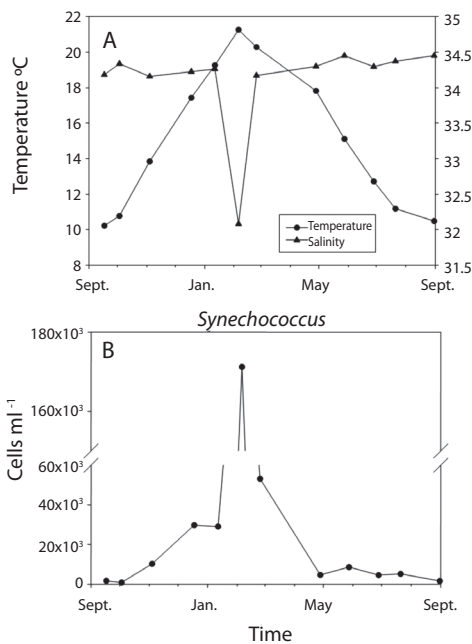 22
20
18
16
14
12
10
8
Temperature ºC
A
35
34.5
34
33.5
33
32.5
32
31.5
Temperature
Salinity
Sept. Jan. May Sept.
Synechococcus
B
180x10³
160x10³
60x10³
40x10³
20x10³
0
Cells ml ⁻¹
Sept. Jan. May Sept.
Time